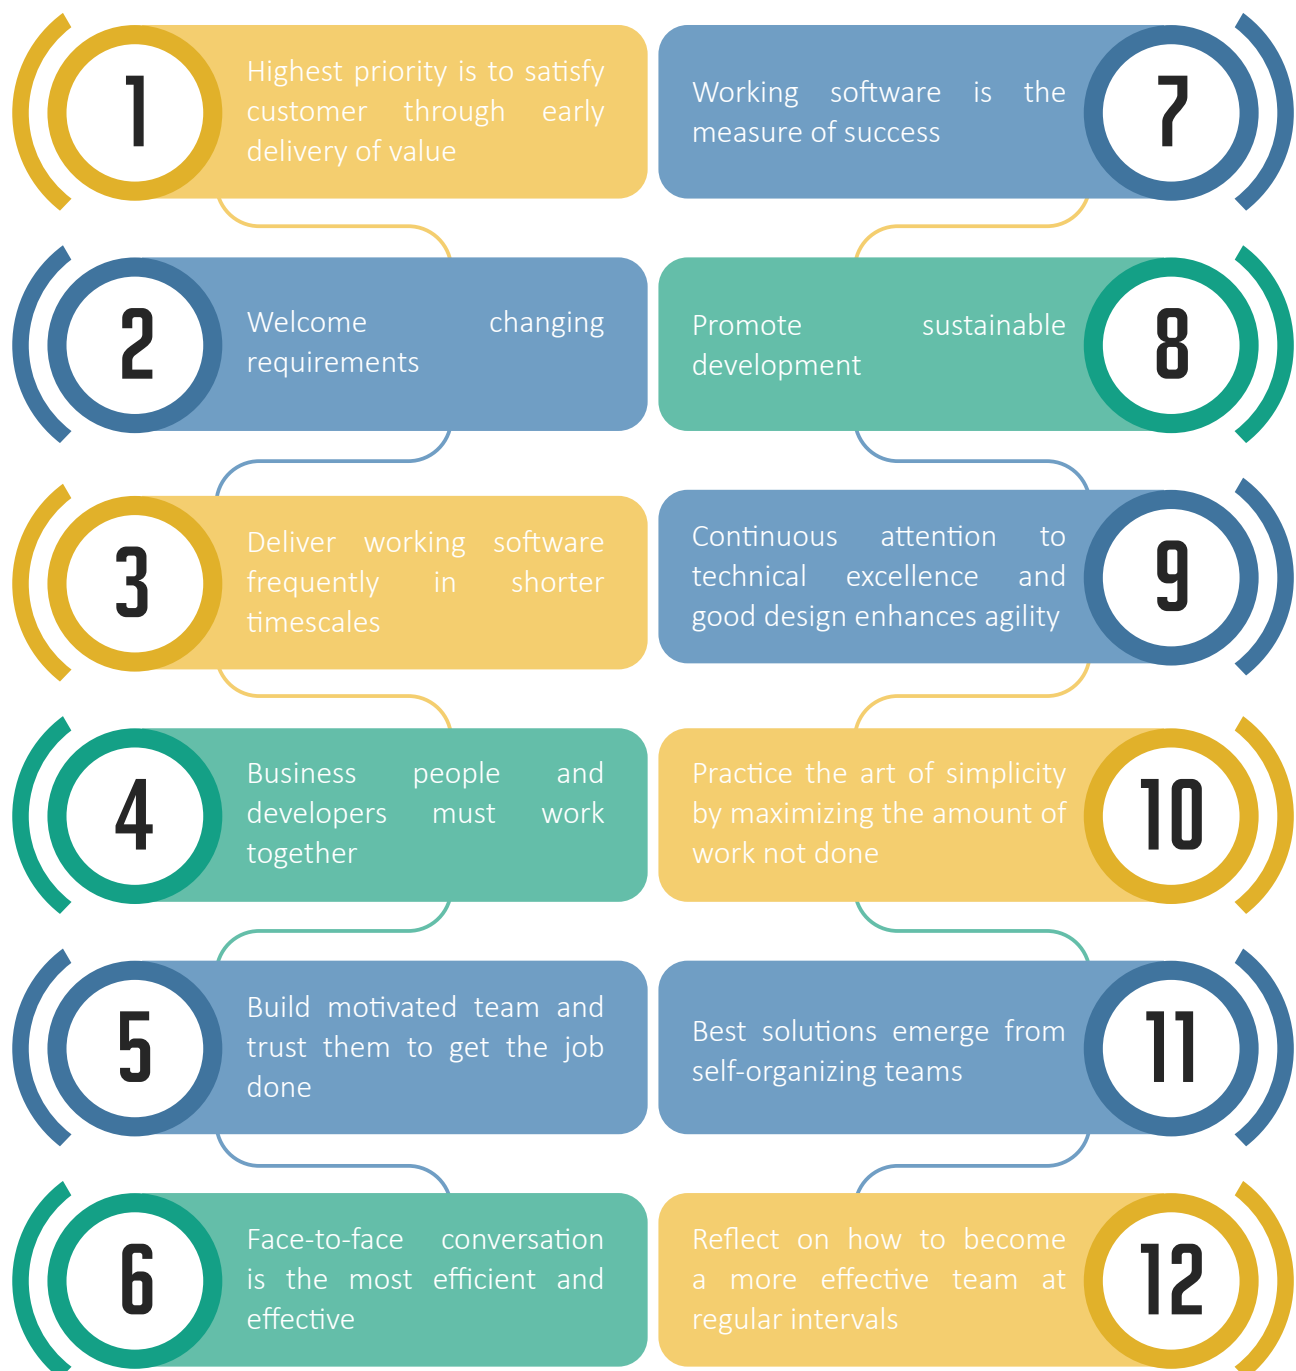 1
Highest priority is to satisfy
customer through early
delivery of value
2
Welcome changing
requirements
3
Deliver working software
frequently in shorter
timescales
4
Business people and
developers must work
together
5
Build motivated team and
trust them to get the job
done
6
Face-to-face conversation
is the most efficient and
effective
7
Working software is the
measure of success
8
Promote sustainable
development
9
Continuous attention to
technical excellence and
good design enhances agility
10
Practice the art of simplicity
by maximizing the amount of
work not done
11
Best solutions emerge from
self-organizing teams
12
Reflect on how to become
a more effective team at
regular intervals